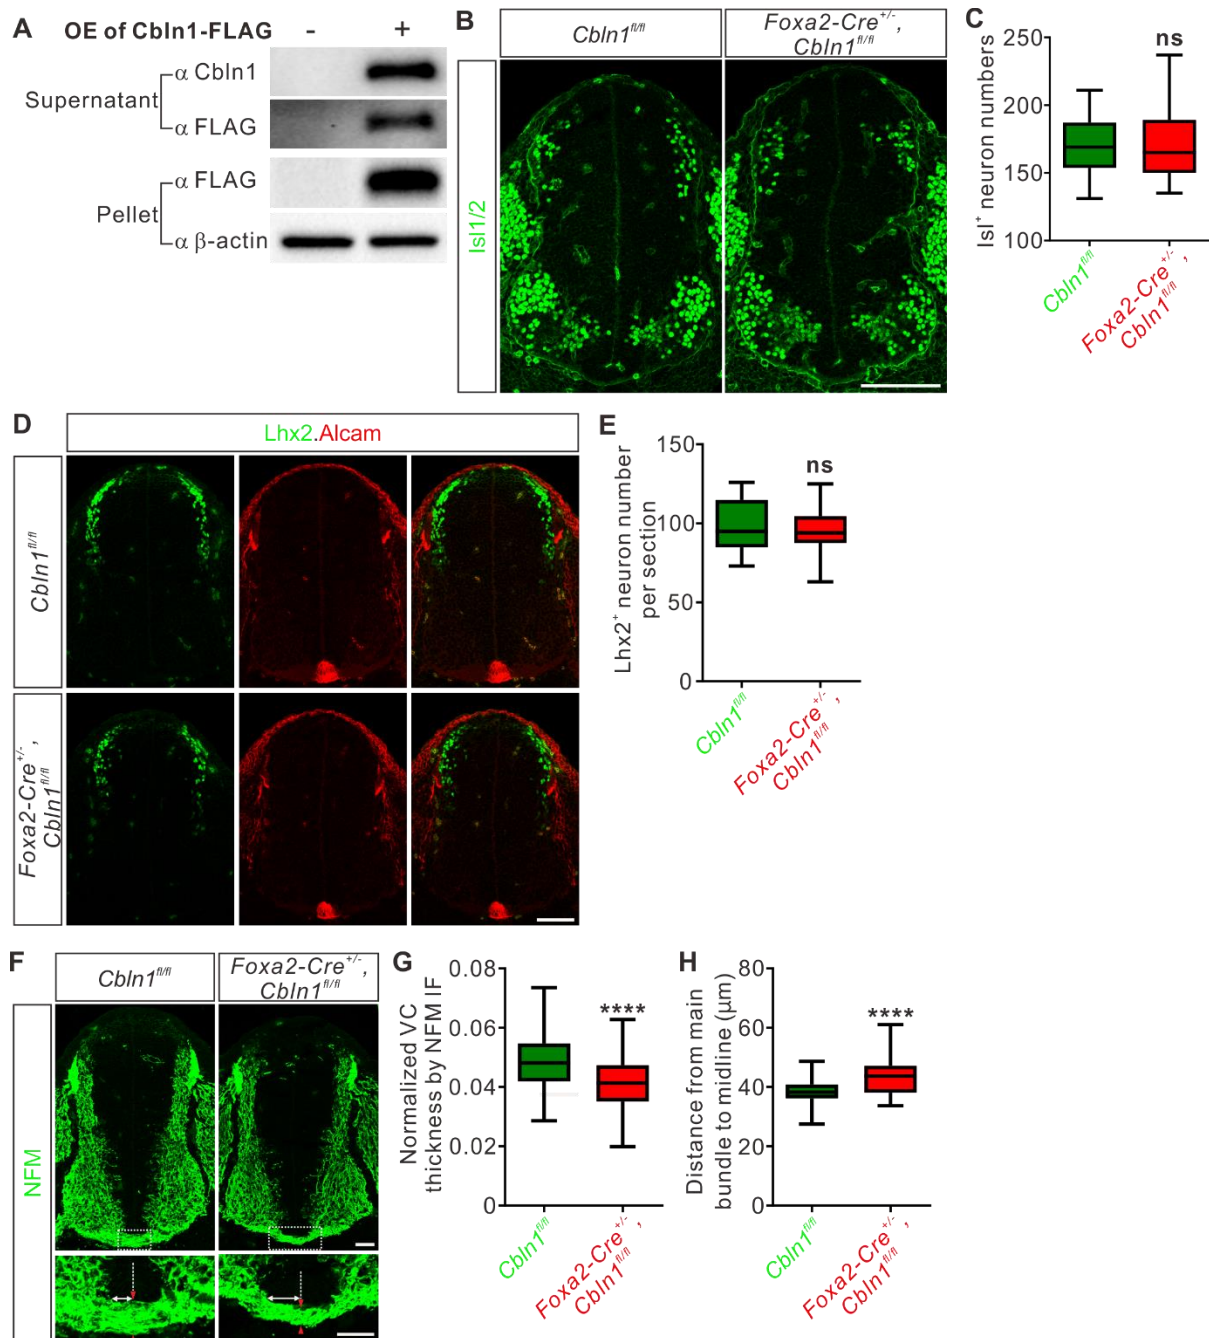 A
OE of Cbln1-FLAG - +
Supernatant
α Cbln1
α FLAG
Pellet
α FLAG
α β-actin
B
Cbln1fl/fl
Foxa2-Cre+/-,
Cbln1fl/fl
Isl1/2
C
Isl+ neuron numbers
250
200
150
100
ns
Cbln1fl/fl
Foxa2-Cre+/-,
Cbln1fl/fl
D
Lhx2.Alcam
Cbln1fl/fl
Foxa2-Cre+/-,
Cbln1fl/fl
E
Lhx2+ neuron number
per section
150
100
50
0
ns
Cbln1fl/fl
Foxa2-Cre+/-,
Cbln1fl/fl
F
Cbln1fl/fl
Foxa2-Cre+/-,
Cbln1fl/fl
NFM
G
Normalized VC
thickness by NFM IF
0.08
0.06
0.04
0.02
0
****
Cbln1fl/fl
Foxa2-Cre+/-,
Cbln1fl/fl
H
Distance from main
bundle to midline (μm)
80
60
40
20
0
****
Cbln1fl/fl
Foxa2-Cre+/-,
Cbln1fl/fl